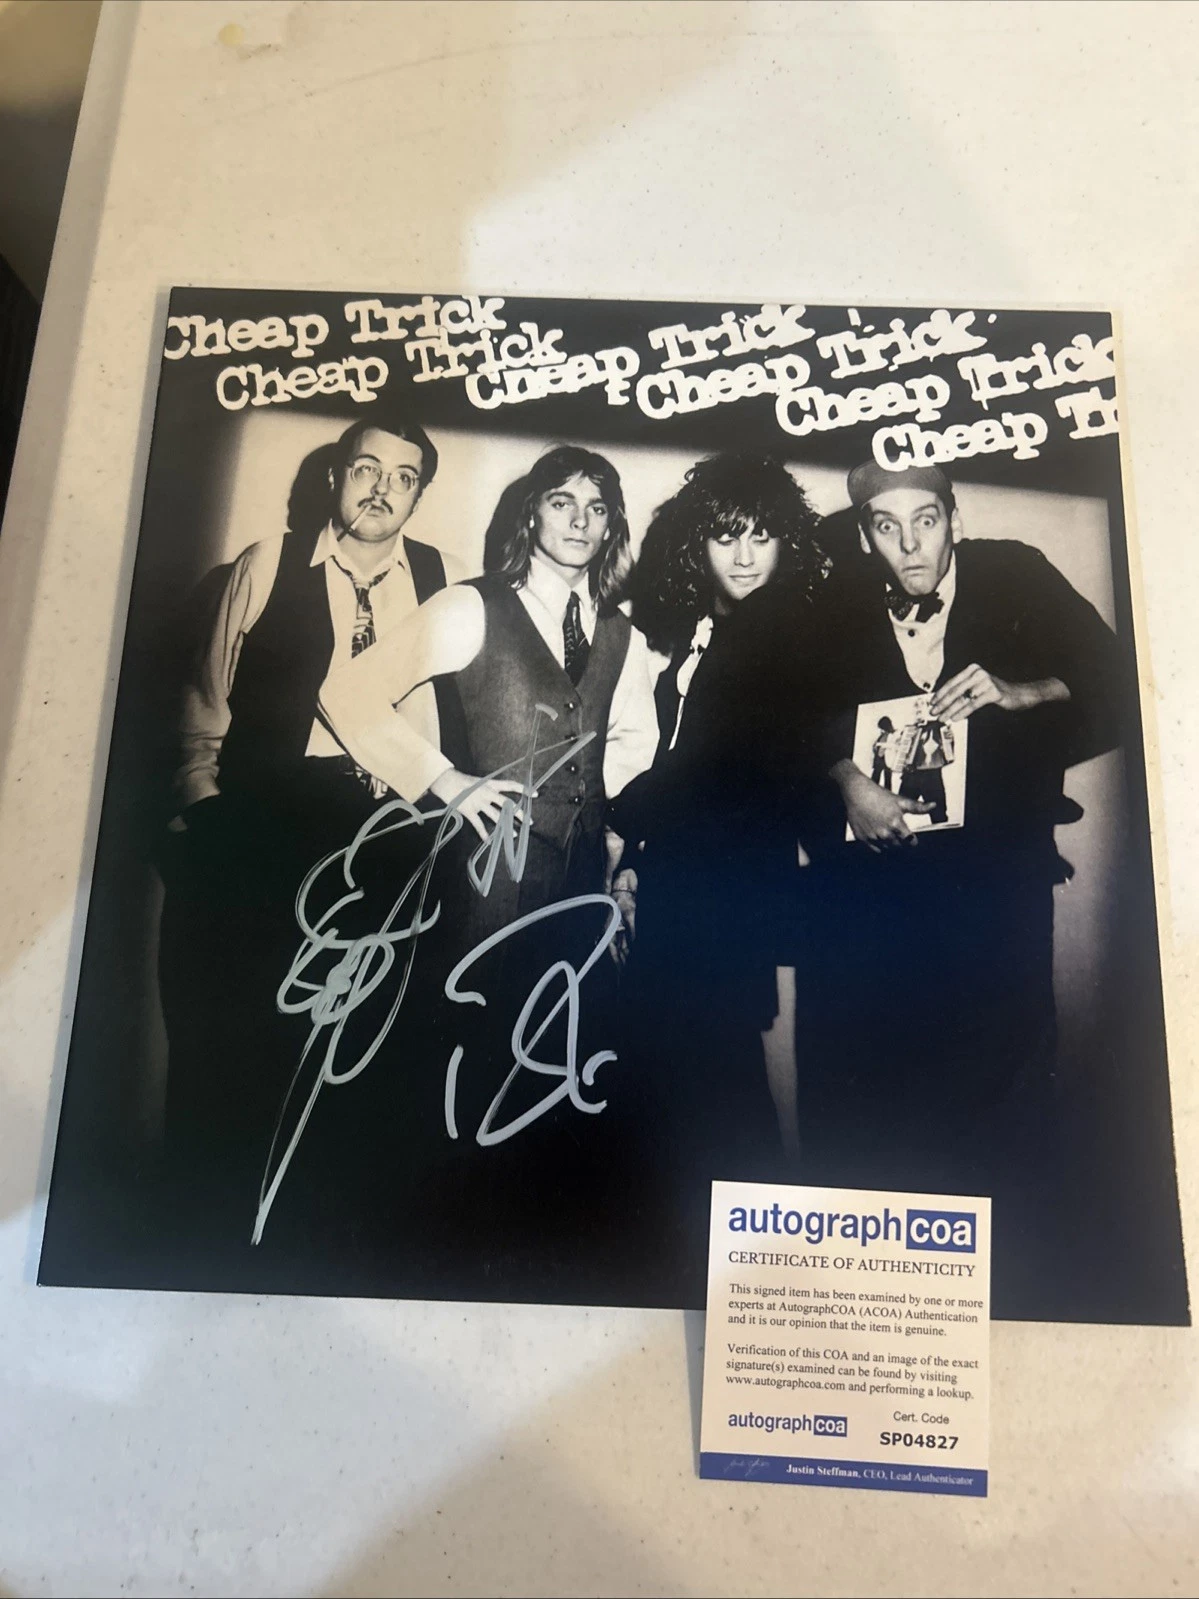 Cheap Trick
Cheap Trick
Cheap Trick
Cheap Trick
Cheap Trick
Cheap Tr
autographcoa
CERTIFICATE OF AUTHENTICITY
This signed item has been examined by one or more
experts at AutographCOA (ACOA) Authentication
and it is our opinion that the item is genuine.
Verification of this COA and an image of the exact
signature(s) examined can be found by visiting
www.autographcoa.com and performing a lookup.
autographcoa
Cert. Code
SP04827
Justin Steffman, CEO, Lead Authenticator